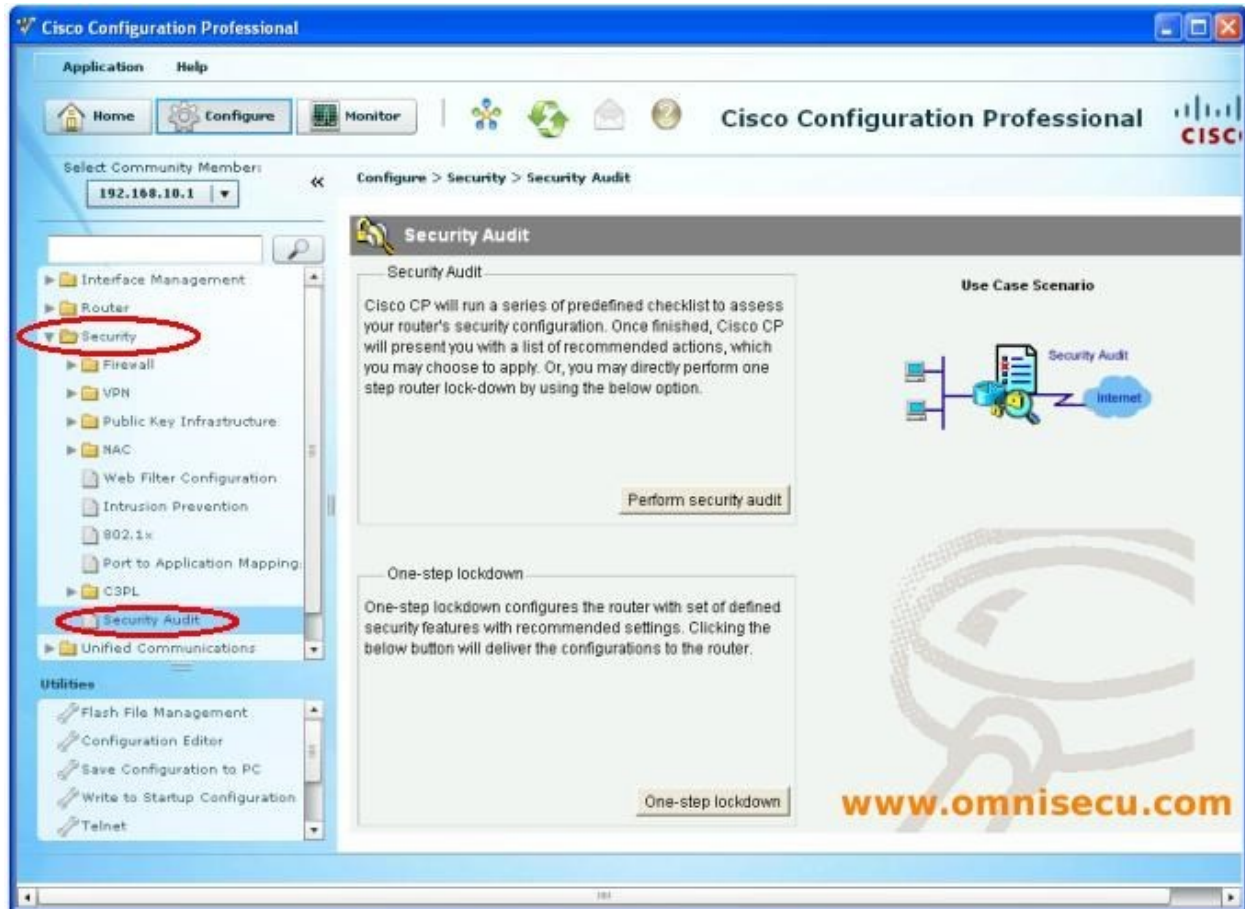 Cisco Configuration Professional
Application Help
Home Configure Monitor
Cisco Configuration Professional
CISC
Select Community Member:
192.168.10.1
Configure > Security > Security Audit
Interface Management
Router
Security
Firewall
VPN
Public Key Infrastructure
NAC
Web Filter Configuration
Intrusion Prevention
802.1x
Port to Application Mapping
C3PL
Security Audit
Unified Communications
Utilities
Flash File Management
Configuration Editor
Save Configuration to PC
Write to Startup Configuration
Telnet
Security Audit
Security Audit
Cisco CP will run a series of predefined checklist to assess
your router's security configuration. Once finished, Cisco CP
will present you with a list of recommended actions, which
you may choose to apply. Or, you may directly perform one
step router lock-down by using the below option.
Perform security audit
One-step lockdown
One-step lockdown configures the router with set of defined
security features with recommended settings. Clicking the
below button will deliver the configurations to the router.
One-step lockdown
Use Case Scenario
Security Audit
Internet
www.omnisecu.com